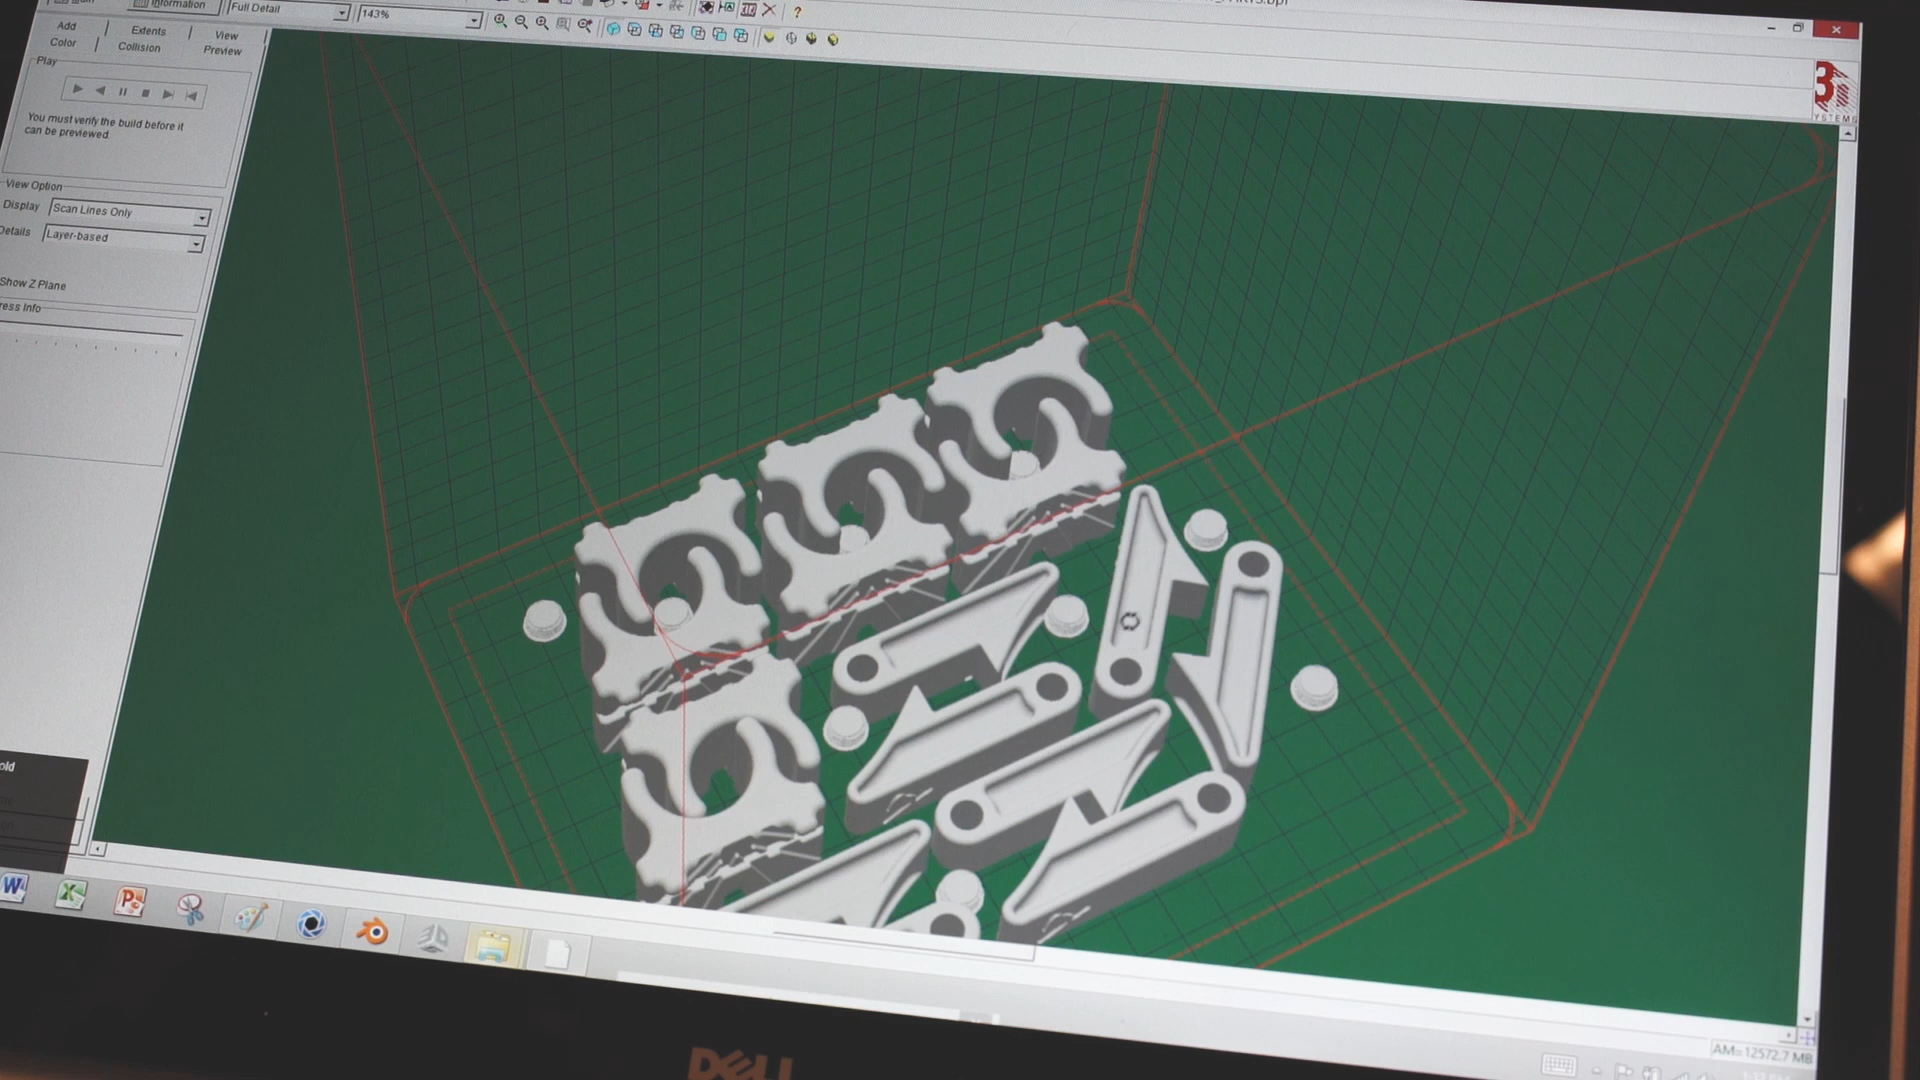 Information
Full Detail
143%
Add
Extents
View
Color
Collision
Preview
Play
You must verify the build before it
can be previewed.
View Option
Display
Scan Lines Only
Details
Layer-based
Show Z Plane
ress Info
3
YSTEMS
old
AM=12572.7 MB
DELL